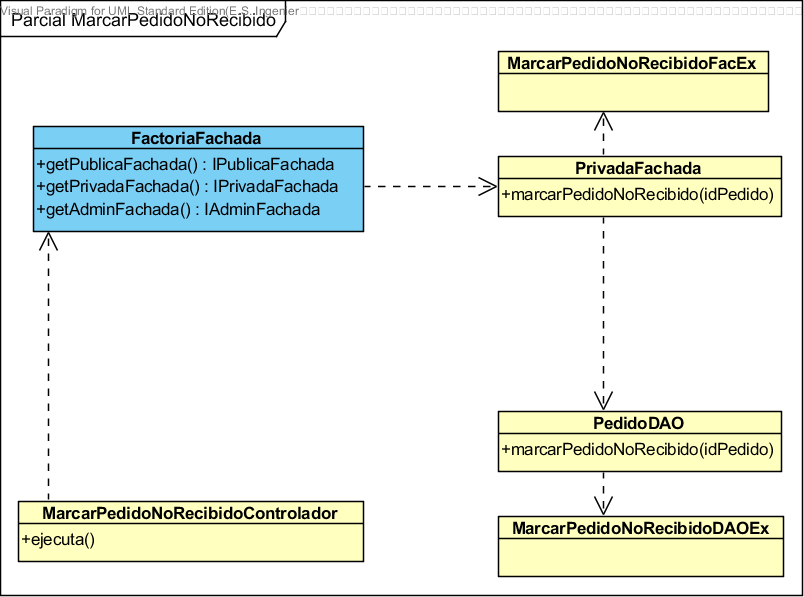 Visual Paradigm for UML Standard Edition(E.S. Ingenier
Parcial MarcarPedidoNoRecibido
MarcarPedidoNoRecibidoFacEx
FactoriaFachada
+getPublicaFachada() : IPublicaFachada
+getPrivadaFachada() : IPrivadaFachada
+getAdminFachada() : IAdminFachada
PrivadaFachada
+marcarPedidoNoRecibido(idPedido)
PedidoDAO
+marcarPedidoNoRecibido(idPedido)
MarcarPedidoNoRecibidoControlador
+ejecuta()
MarcarPedidoNoRecibidoDAOEx